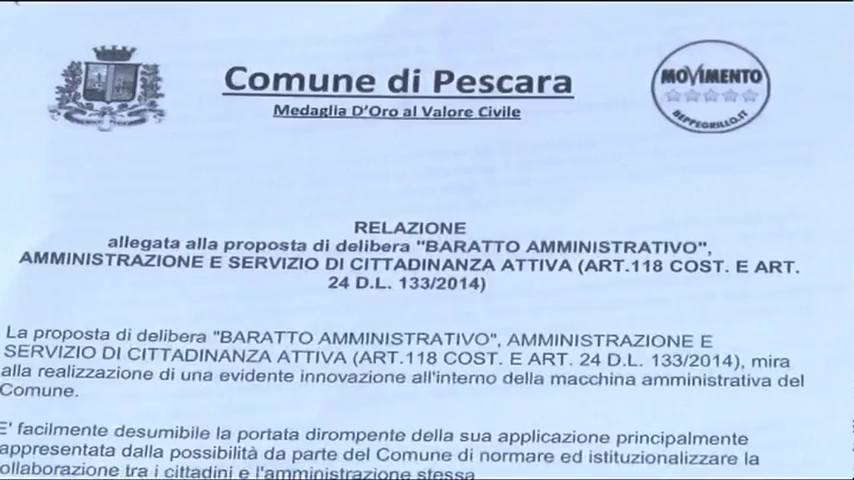 Comune di Pescara
Medaglia D'Oro al Valore Civile
MOVIMENTO
BEPPEGRILLO.IT
RELAZIONE
allegata alla proposta di delibera "BARATTO AMMINISTRATIVO",
AMMINISTRAZIONE E SERVIZIO DI CITTADINANZA ATTIVA (ART.118 COST. E ART.
24 D.L. 133/2014)
La proposta di delibera "BARATTO AMMINISTRATIVO", AMMINISTRAZIONE E
SERVIZIO DI CITTADINANZA ATTIVA (ART.118 COST. E ART. 24 D.L. 133/2014), mira
alla realizzazione di una evidente innovazione all'interno della macchina amministrativa del
Comune.
E' facilmente desumibile la portata dirompente della sua applicazione principalmente
appresentata dalla possibilità da parte del Comune di normare ed istituzionalizzare la
ollaborazione tra i cittadini e l'amministrazione stessa